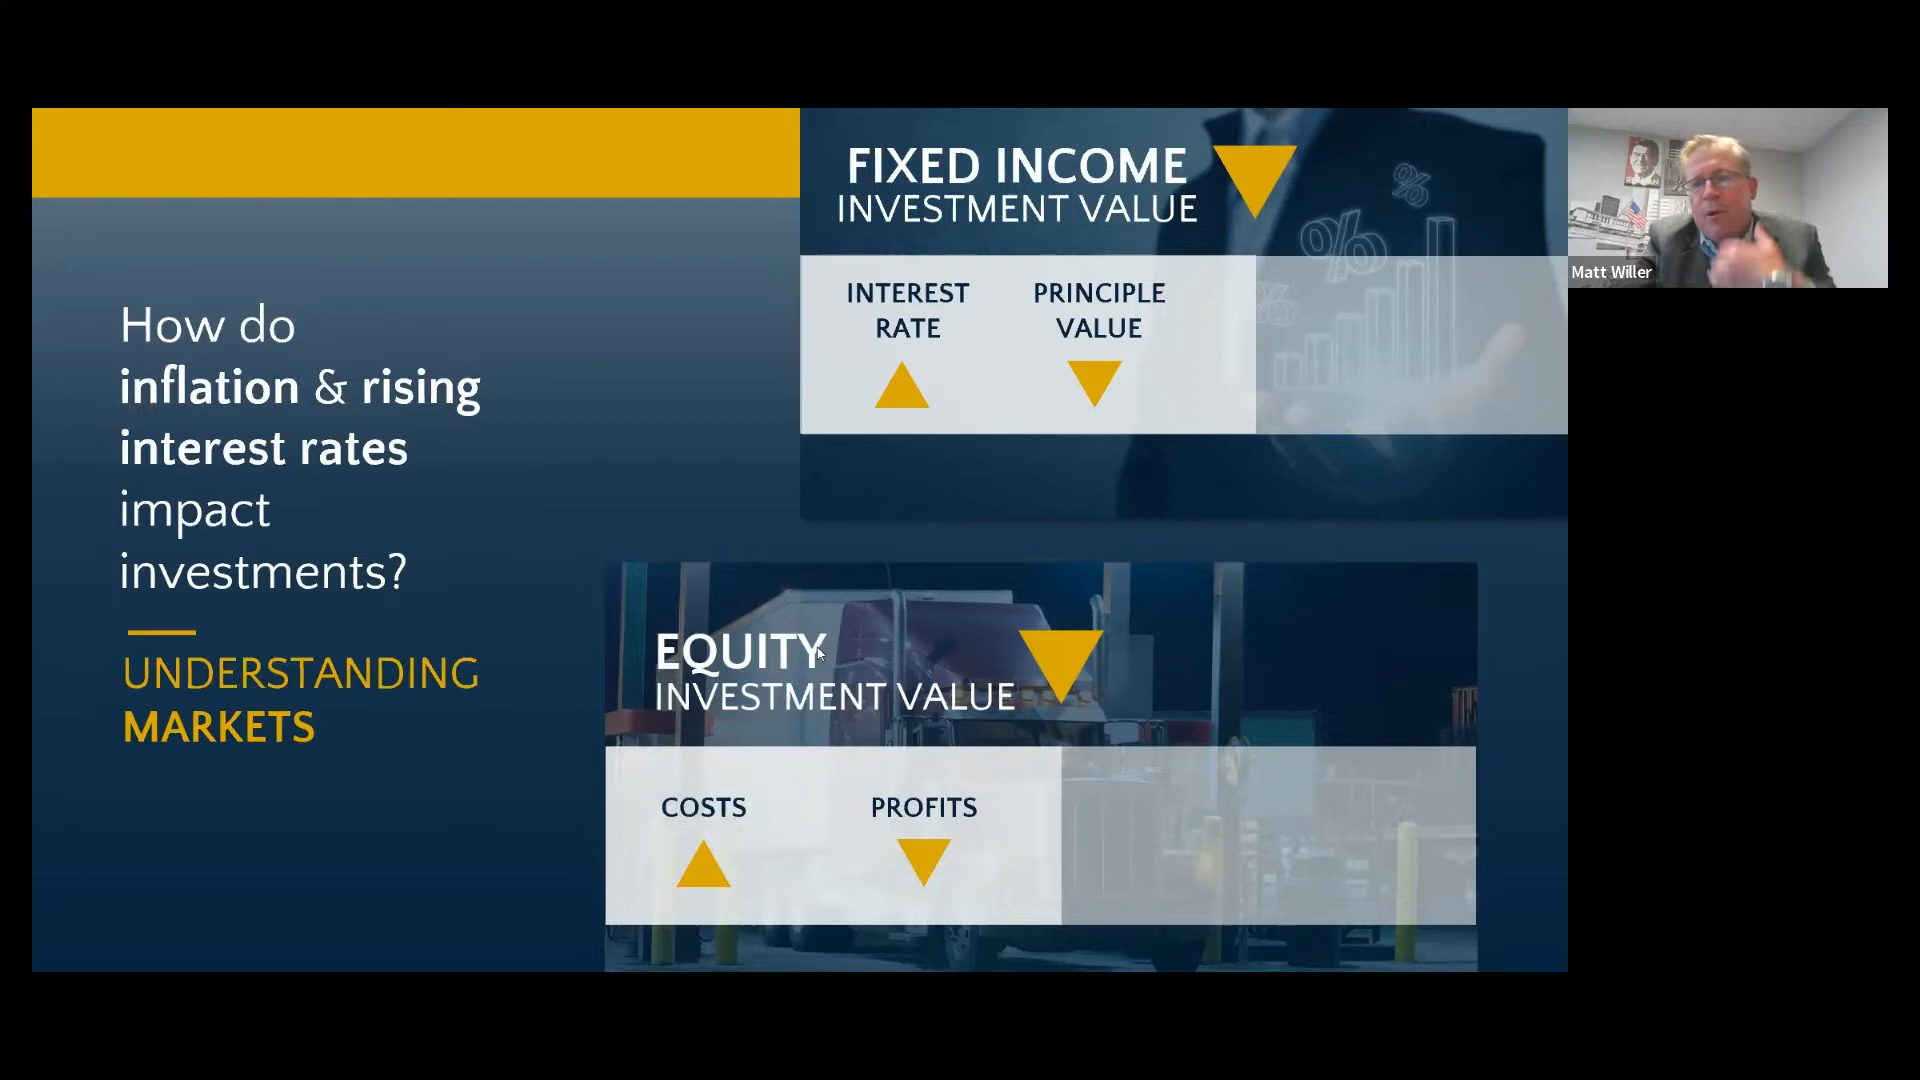 How do
inflation & rising
interest rates
impact
investments?
UNDERSTANDING
MARKETS
FIXED INCOME
INVESTMENT VALUE
INTEREST
RATE
PRINCIPLE
VALUE
%
%
%
EQUITY
INVESTMENT VALUE
COSTS
PROFITS
Matt Willer